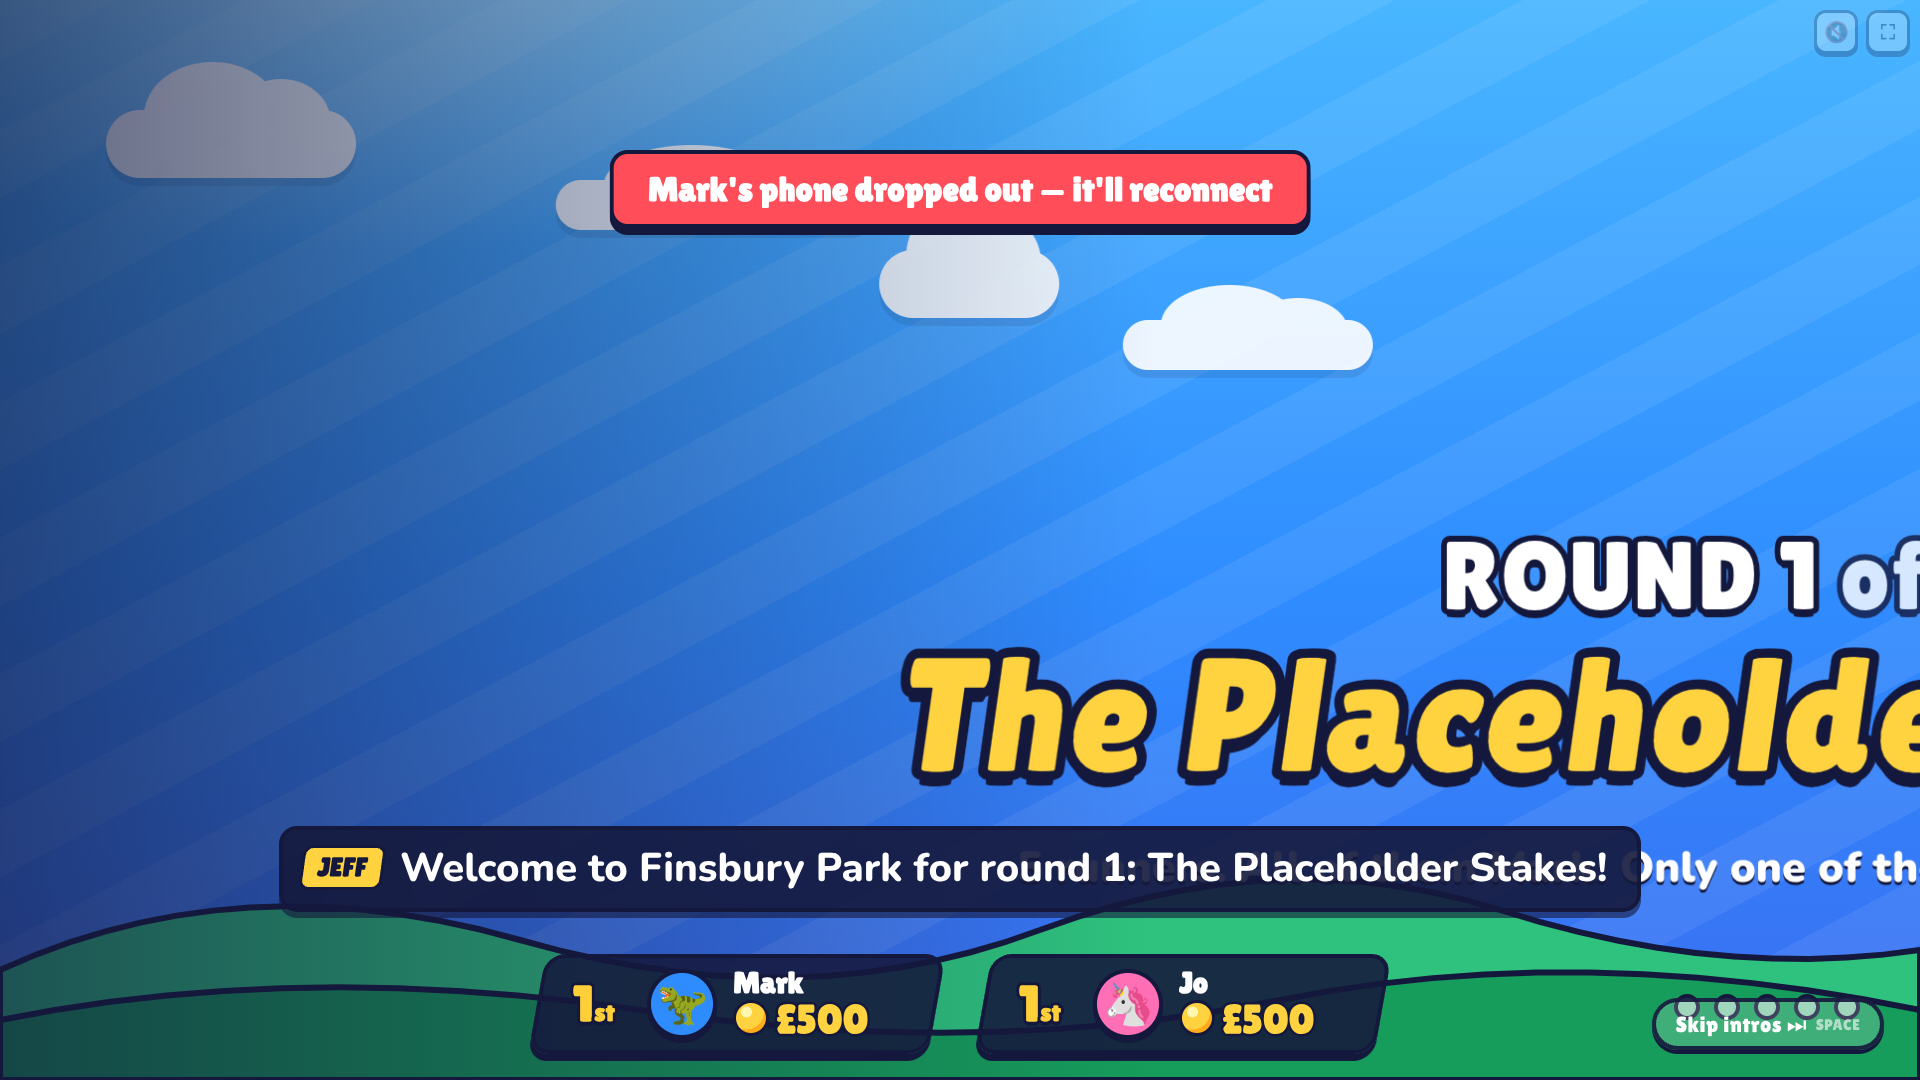 Mark's phone dropped out — it'll reconnect
ROUND 1 of
The Placeholde
JEFF Welcome to Finsbury Park for round 1: The Placeholder Stakes!
Only one of th
1st Mark £500
1st Jo £500
Skip intros SPACE